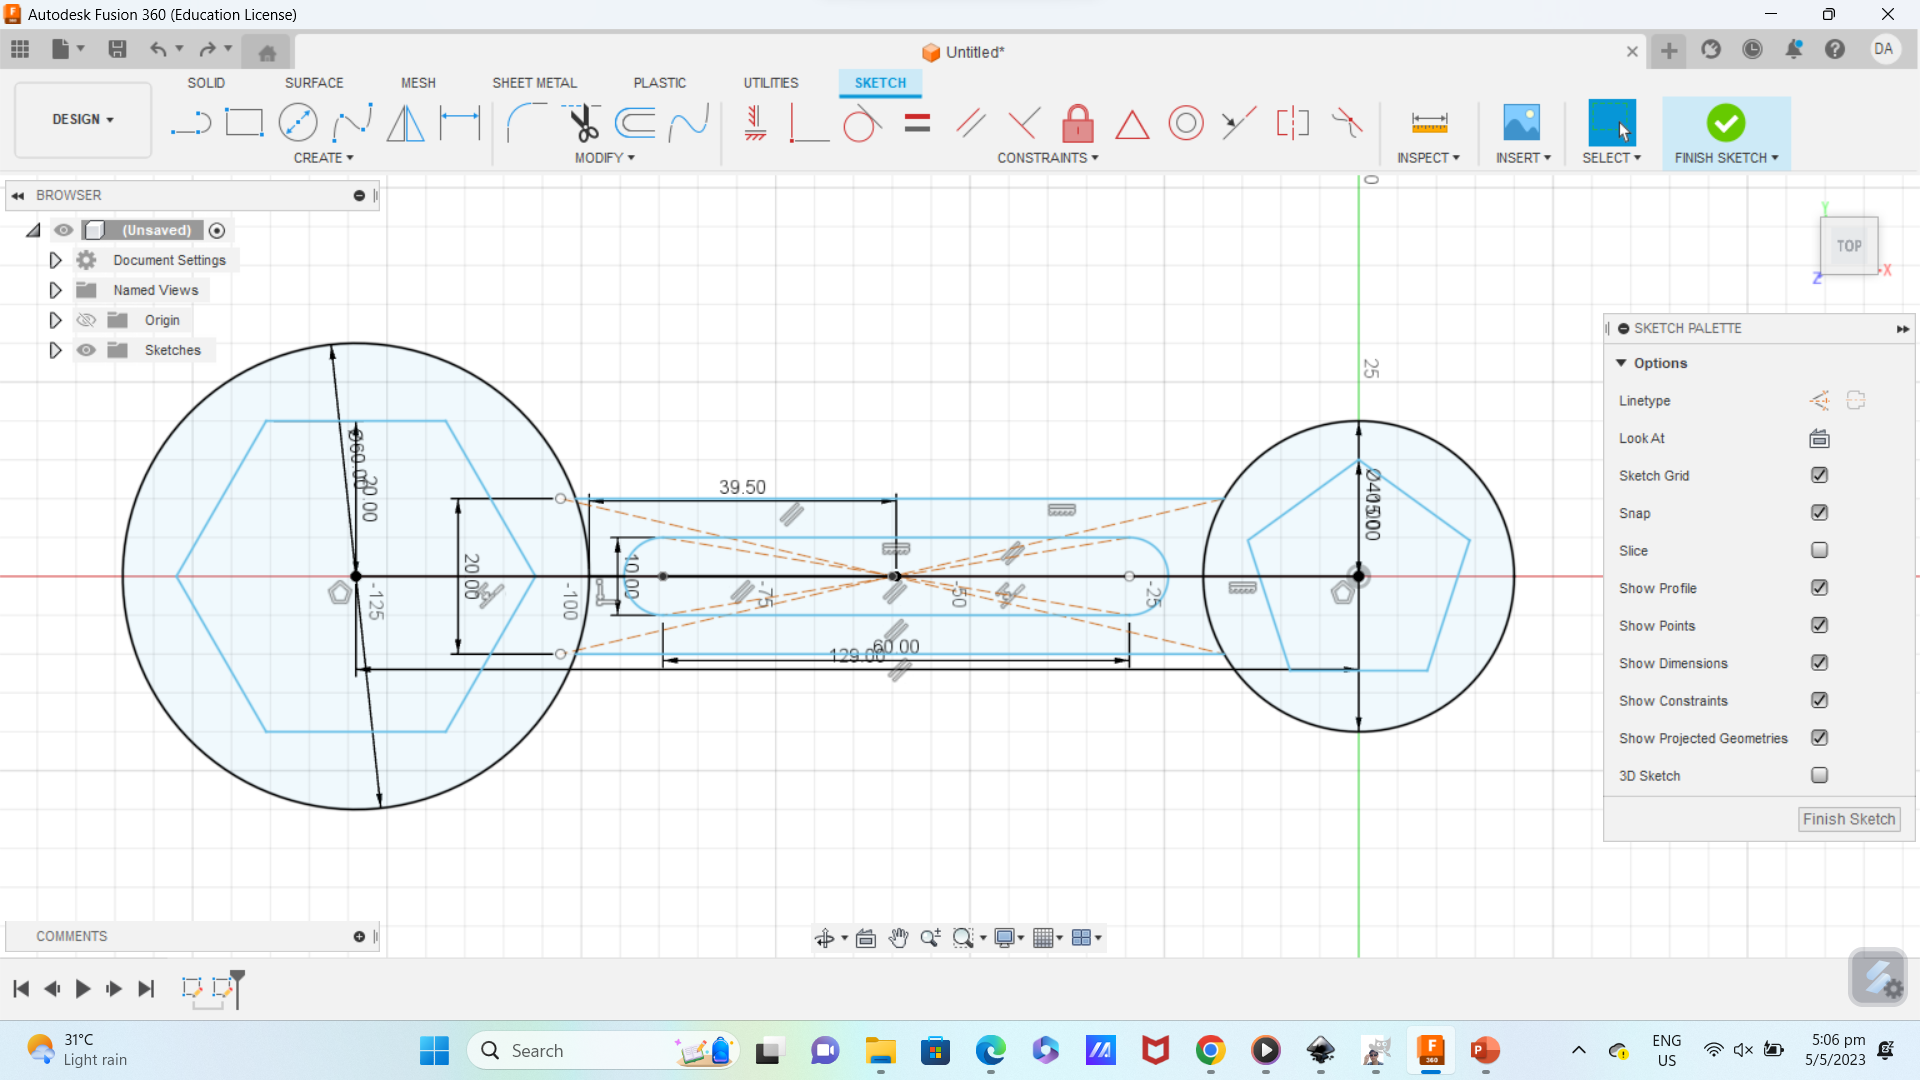 Autodesk Fusion 360 (Education License)
Untitled*
DA
SOLID SURFACE MESH SHEET METAL PLASTIC UTILITIES SKETCH
DESIGN
CREATE MODIFY CONSTRAINTS INSPECT INSERT SELECT FINISH SKETCH
BROWSER
(Unsaved)
Document Settings
Named Views
Origin
Sketches
0
25
Y
TOP
X
Z
Ø60.00
20.00
20.00
39.50
10.00
-125
-100
-75
-50
-25
60.00
129.00
SKETCH PALETTE
Options
Linetype
Look At
Sketch Grid
Snap
Slice
Show Profile
Show Points
Show Dimensions
Show Constraints
Show Projected Geometries
3D Sketch
Finish Sketch
COMMENTS
31°C
Light rain
Search
F
360
P
ENG
US
5:06 pm
5/5/2023